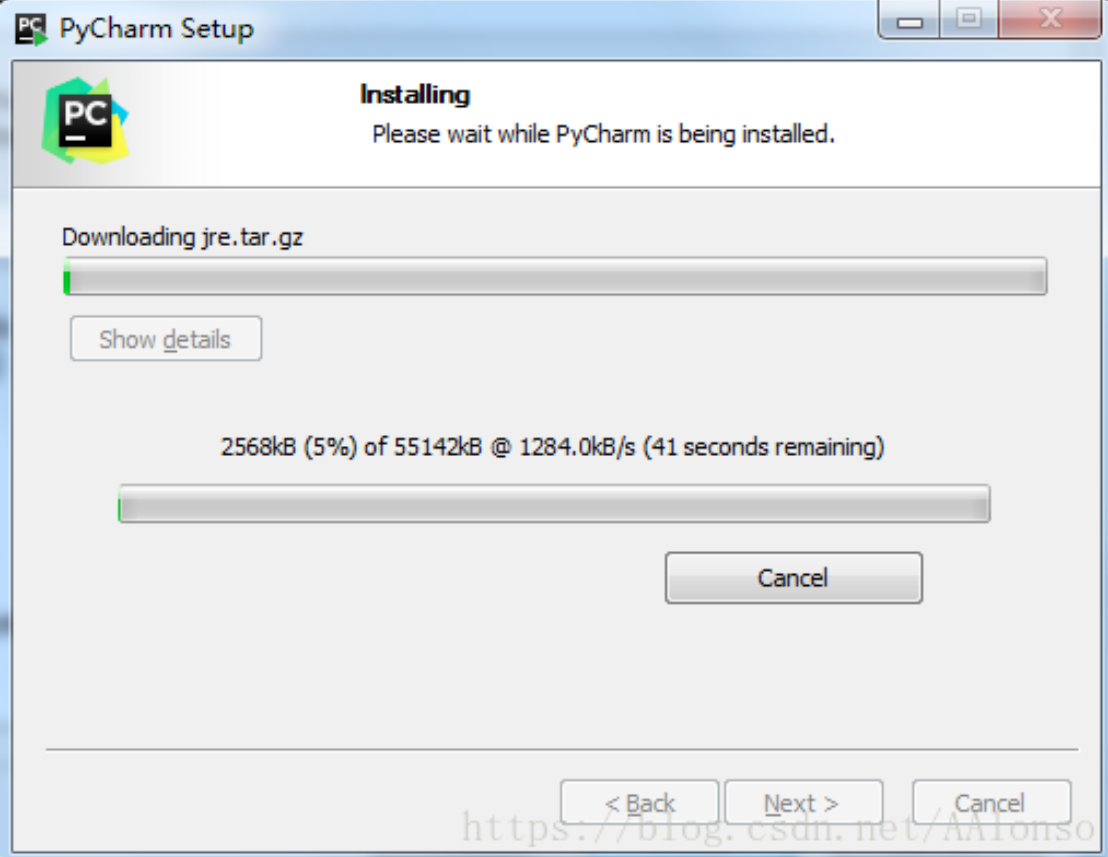 PC PyCharm Setup
PC
Installing
Please wait while PyCharm is being installed.
Downloading jre.tar.gz
Show details
2568kB (5%) of 55142kB @ 1284.0kB/s (41 seconds remaining)
Cancel
< Back Next > Cancel
https://blog.csdn.net/AAlonso